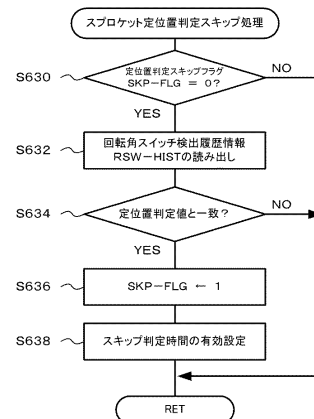 スプロケット定位置判定スキップ処理
S630
定位置判定スキップフラグ
SKP-FLG = 0?
NO
YES
S632
回転角スイッチ検出履歴情報
RSW-HISTの読み出し
S634
定位置判定値と一致?
NO
YES
S636
SKP-FLG ← 1
S638
スキップ判定時間の有効設定
RET